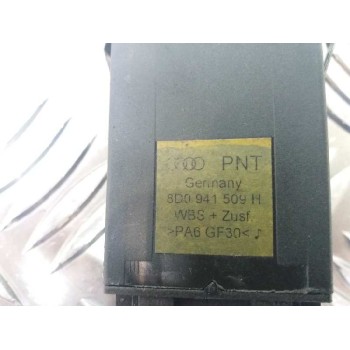 PNT
Germany
8D0 941 509 H
WBS + Zusf
>PA6 GF30<